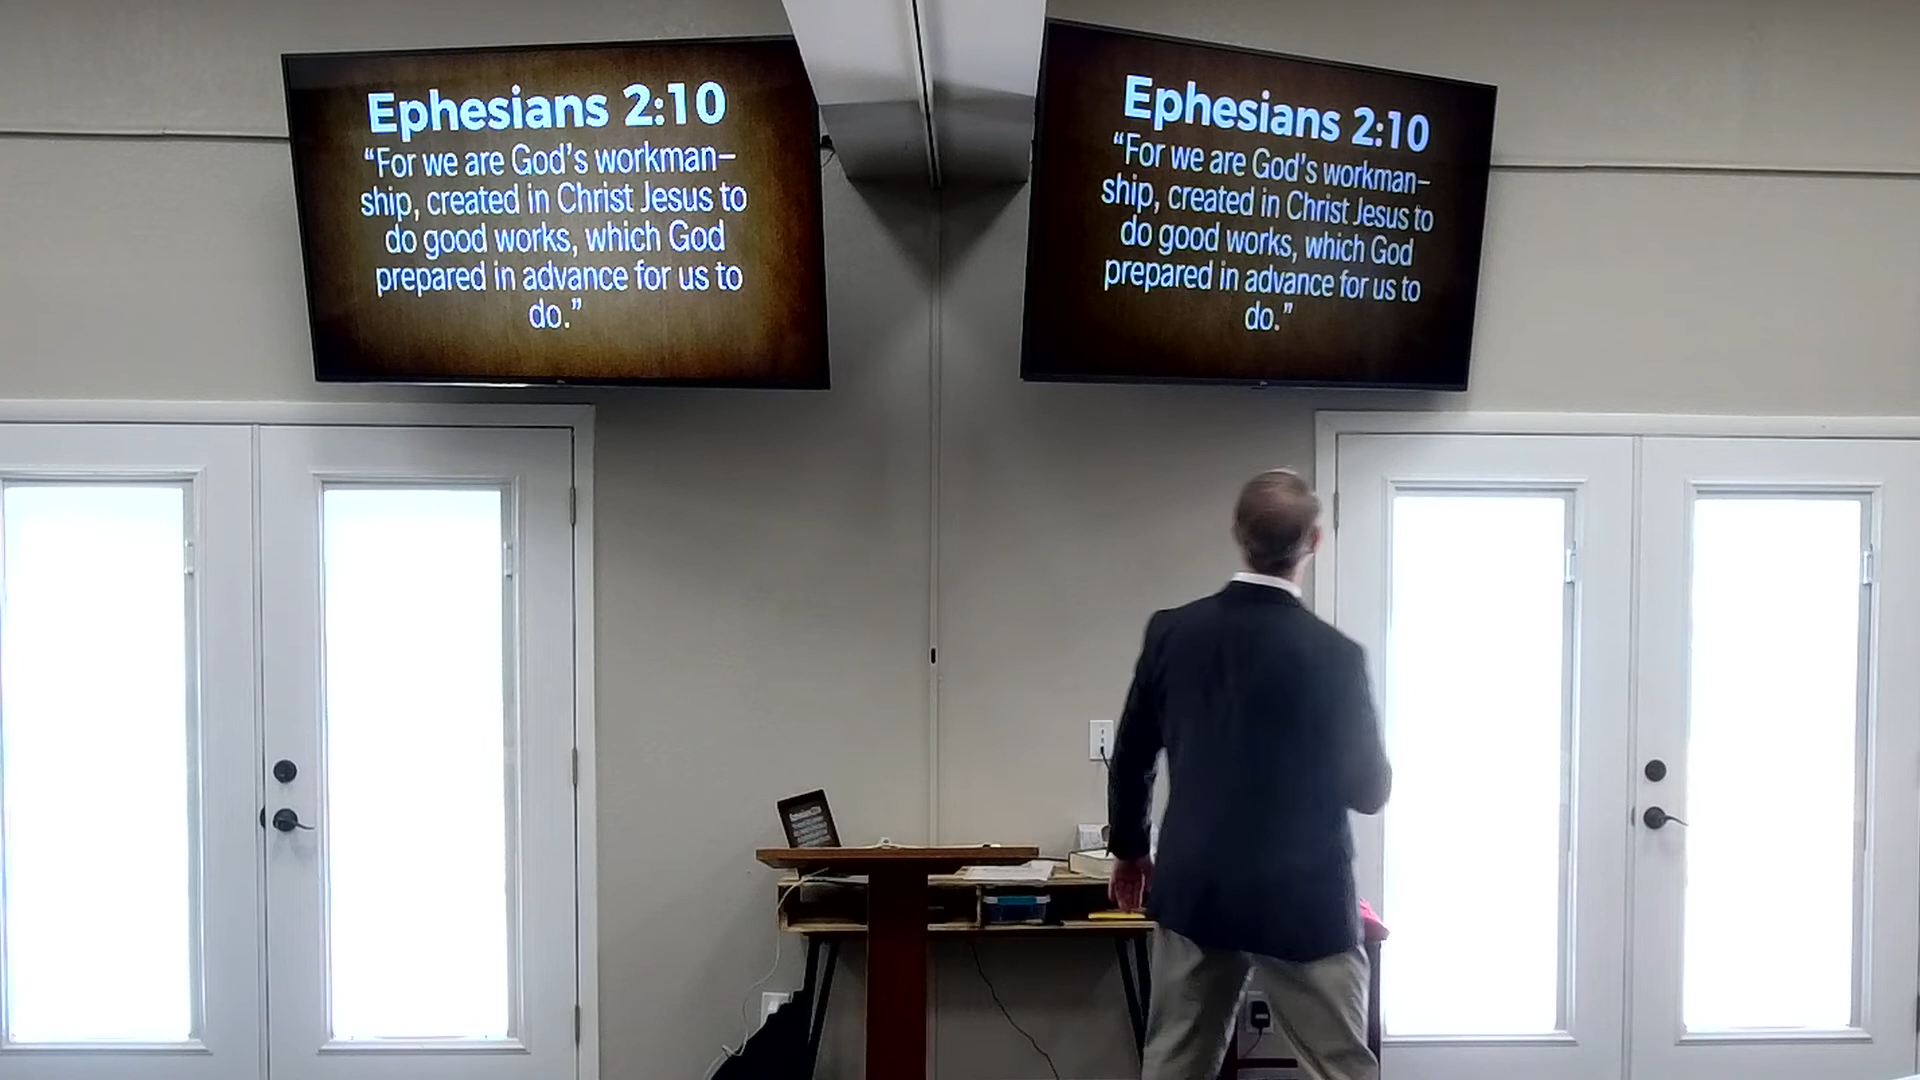 Ephesians 2:10
“For we are God’s workman–
ship, created in Christ Jesus to
do good works, which God
prepared in advance for us to
do.”
Ephesians 2:10
“For we are God’s workman–
ship, created in Christ Jesus to
do good works, which God
prepared in advance for us to
do.”